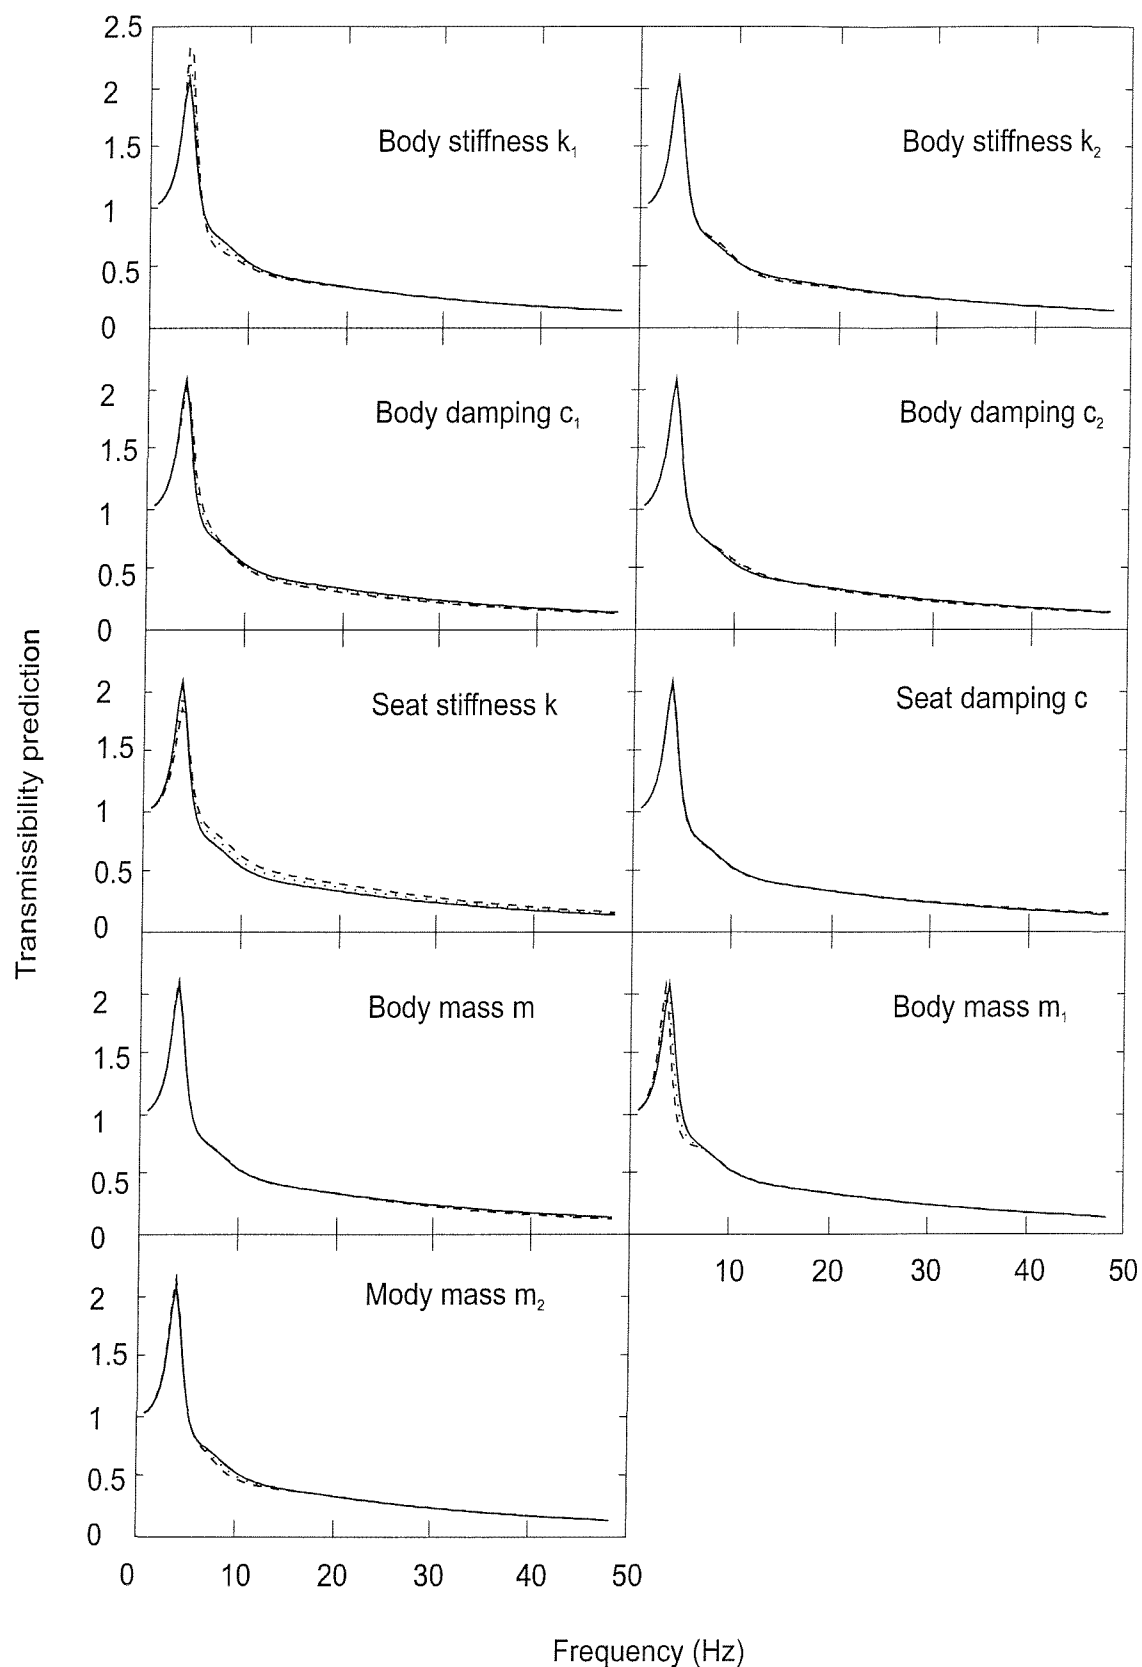 2.5
2
1.5
1
0.5
0
Body stiffness k₁
Body stiffness k₂
2
1.5
1
0.5
0
Body damping c₁
Body damping c₂
2
1.5
1
0.5
0
Seat stiffness k
Seat damping c
Transmissibility prediction
2
1.5
1
0.5
0
Body mass m
Body mass m₁
10 20 30 40 50
2
1.5
1
0.5
0
Mody mass m₂
0 10 20 30 40 50
Frequency (Hz)